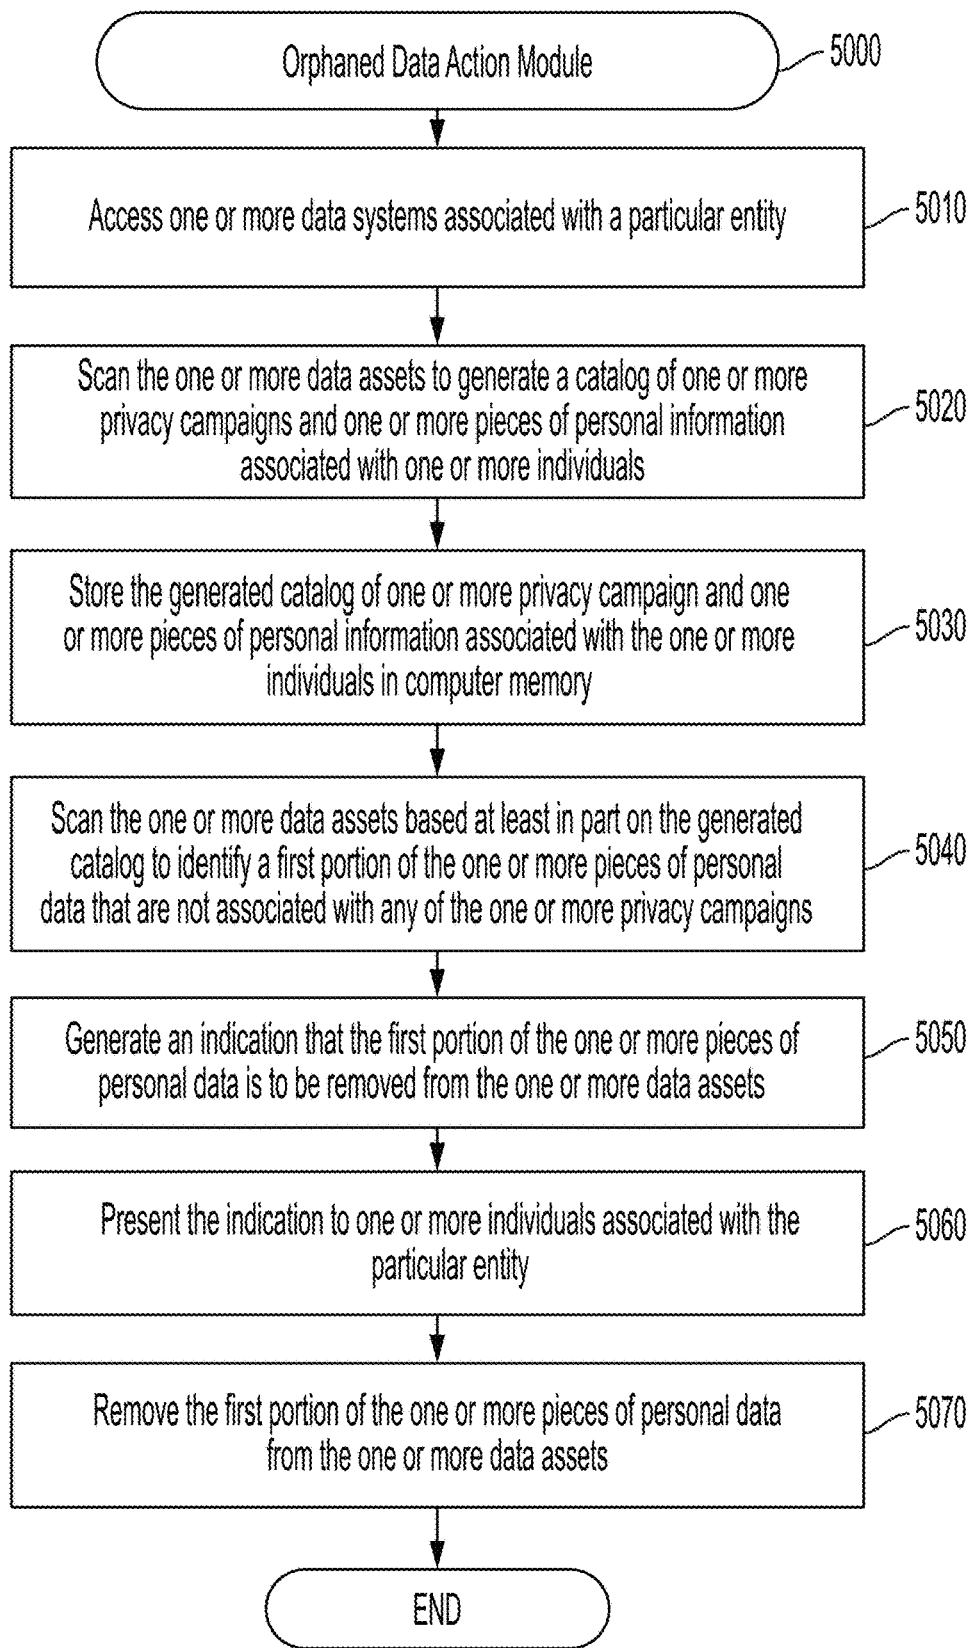 Orphaned Data Action Module
5000
Access one or more data systems associated with a particular entity
5010
Scan the one or more data assets to generate a catalog of one or more
privacy campaigns and one or more pieces of personal information
associated with one or more individuals
5020
Store the generated catalog of one or more privacy campaign and one
or more pieces of personal information associated with the one or more
individuals in computer memory
5030
Scan the one or more data assets based at least in part on the generated
catalog to identify a first portion of the one or more pieces of personal
data that are not associated with any of the one or more privacy campaigns
5040
Generate an indication that the first portion of the one or more pieces of
personal data is to be removed from the one or more data assets
5050
Present the indication to one or more individuals associated with the
particular entity
5060
Remove the first portion of the one or more pieces of personal data
from the one or more data assets
5070
END